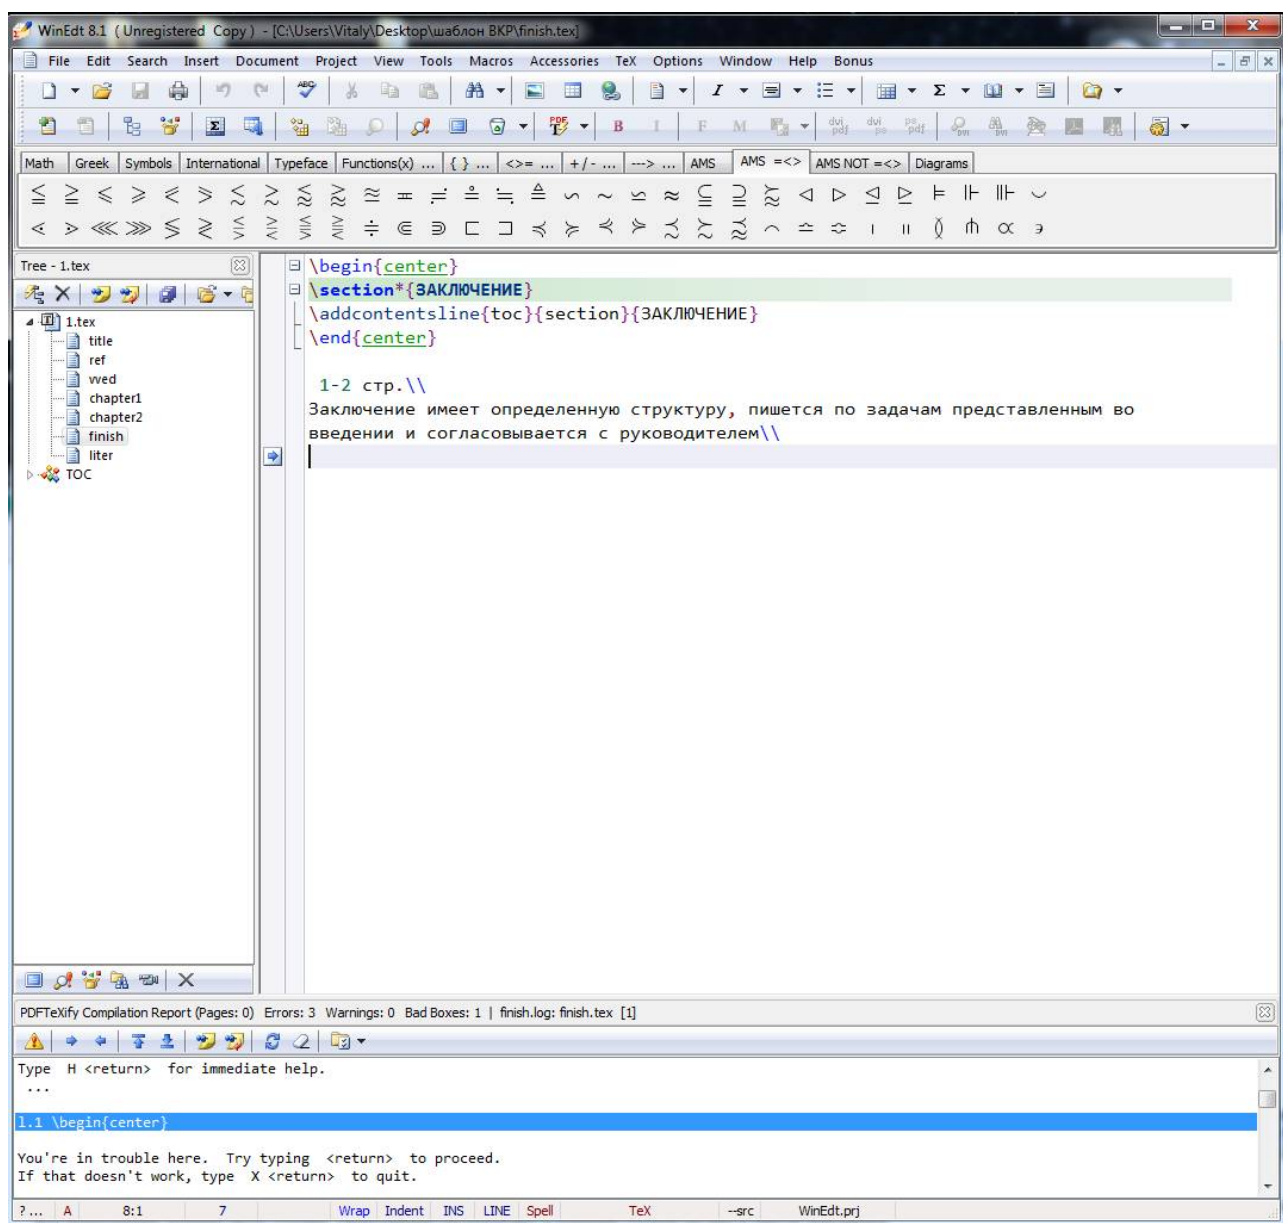 WinEdt 8.1 (Unregistered Copy) - [C:\Users\Vitaly\Desktop\шаблон ВКР\finish.tex]
File Edit Search Insert Document Project View Tools Macros Accessories TeX Options Window Help Bonus
Math Greek Symbols International Typeface Functions(x) ... { } ... <>= ... +/- ... ---> ... AMS AMS =<> AMS NOT =<> Diagrams
Tree - 1.tex
1.tex
title
ref
vved
chapter1
chapter2
finish
liter
TOC
\begin{center}
\section*{ЗАКЛЮЧЕНИЕ}
\addcontentsline{toc}{section}{ЗАКЛЮЧЕНИЕ}
\end{center}
1-2 стр.\\
Заключение имеет определенную структуру, пишется по задачам представленным во
введении и согласовывается с руководителем\\
PDFTeXify Compilation Report (Pages: 0) Errors: 3 Warnings: 0 Bad Boxes: 1 | finish.log: finish.tex [1]
Type H <return> for immediate help.
...
l.1 \begin{center}
You're in trouble here. Try typing <return> to proceed.
If that doesn't work, type X <return> to quit.
? ... A 8:1 7 Wrap Indent INS LINE Spell TeX --src WinEdt.prj